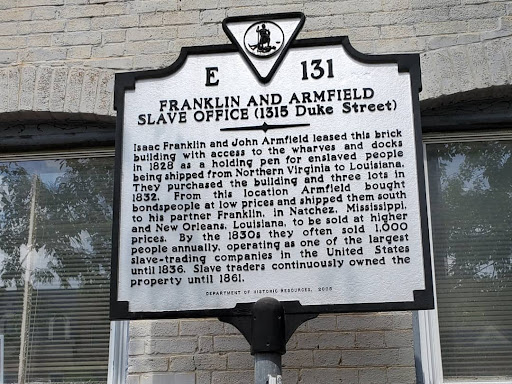 E 131
FRANKLIN AND ARMFIELD
SLAVE OFFICE (1315 Duke Street)
Isaac Franklin and John Armfield leased this brick
building with access to the wharves and docks
in 1828 as a holding pen for enslaved people
being shipped from Northern Virginia to Louisiana.
They purchased the building and three lots in
1832. From this location Armfield bought
bondspeople at low prices and shipped them south
to his partner Franklin, in Natchez, Mississippi,
and New Orleans, Louisiana, to be sold at higher
prices. By the 1830s they often sold 1,000
people annually, operating as one of the largest
slave-trading companies in the United States
until 1836. Slave traders continuously owned the
property until 1861.
DEPARTMENT OF HISTORIC RESOURCES, 2005